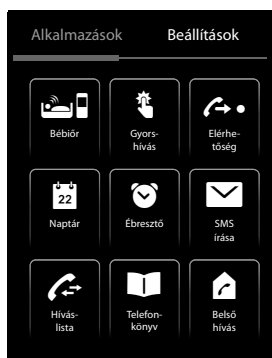 Alkalmazások Beállítások
Bébiőr
Gyors-
hívás
Elérhe-
tőség
22
Naptár
Ébresztő
SMS
írása
Hívás-
lista
Telefon-
könyv
Belső
hívás